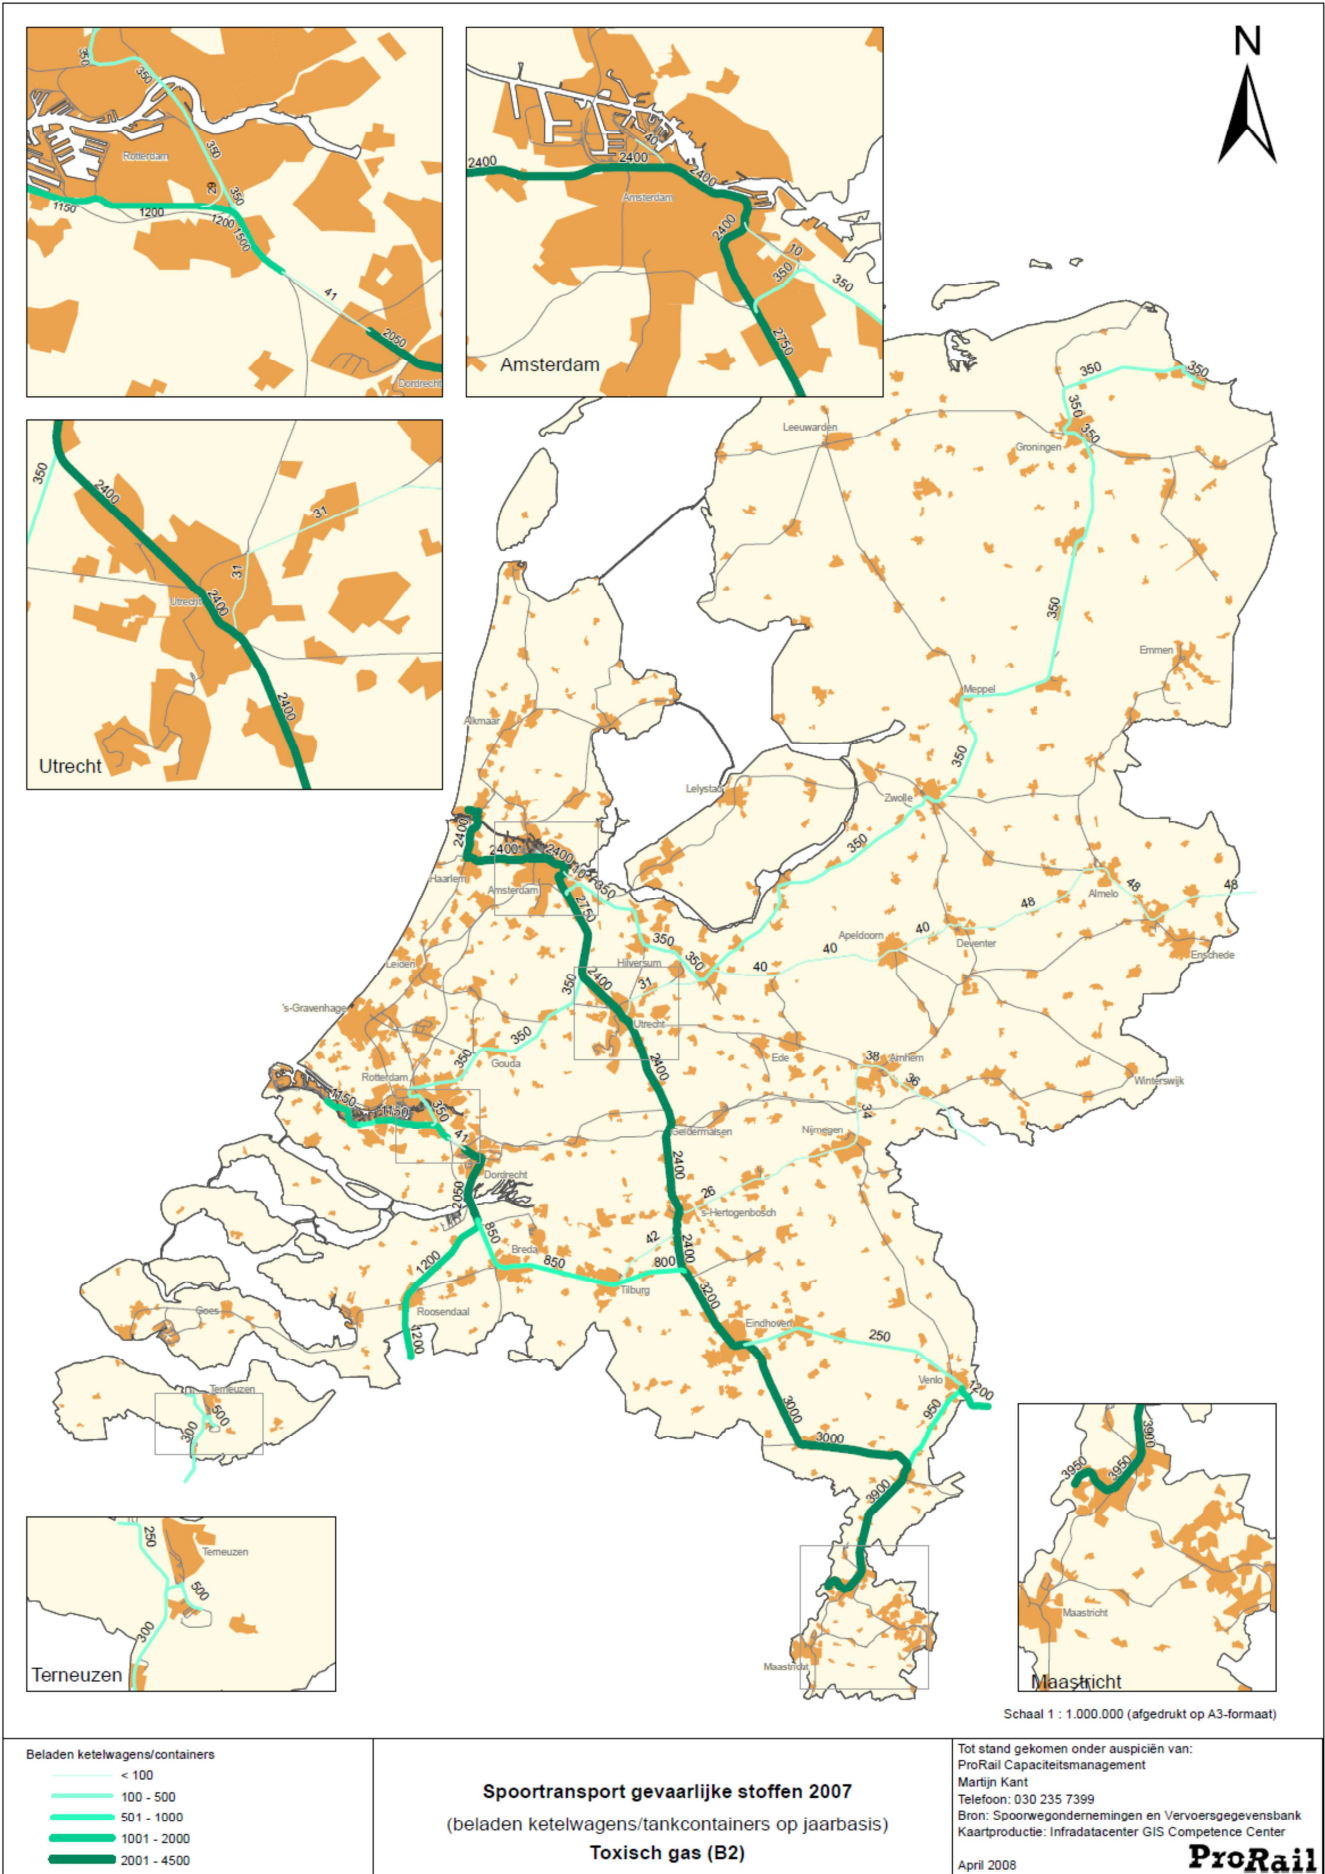 N
350
350
350
Rotterdam
29
350
1150
1200
1200
1500
41
2050
Dordrecht
2400
2400
40
2400
Amsterdam
2400
10
350
350
2750
Amsterdam
350
2400
31
31
Utrecht
2400
2400
Utrecht
350
350
350
350
Leeuwarden
Groningen
350
Emmen
Meppel
350
Alkmaar
Lelystad
Zwolle
350
2400
2400
2400
10
350
Haarlem
Amsterdam
2750
Almelo
48
48
48
Apeldoorn
40
Deventer
Enschede
350
40
40
Hilversum
350
Leiden
350
2400
31
's-Gravenhage
Utrecht
350
350
Gouda
2400
Ede
38
Arnhem
36
Winterswijk
Rotterdam
1150
1150
350
41
34
Geldermalsen
Nijmegen
Dordrecht
2050
2400
26
s-Hertogenbosch
850
Breda
850
42
2400
800
1200
Tilburg
3200
Roosendaal
Goes
Eindhoven
250
1200
Venlo
1200
Terneuzen
500
300
950
3000
3000
3900
Maastricht
250
Terneuzen
500
300
Terneuzen
3900
3950
3950
Maastricht
Maastricht
Schaal 1 : 1.000.000 (afgedrukt op A3-formaat)
Beladen ketelwagens/containers
< 100
100 - 500
501 - 1000
1001 - 2000
2001 - 4500
Spoortransport gevaarlijke stoffen 2007
(beladen ketelwagens/tankcontainers op jaarbasis)
Toxisch gas (B2)
Tot stand gekomen onder auspiciën van:
ProRail Capaciteitsmanagement
Martijn Kant
Telefoon: 030 235 7399
Bron: Spoorwegondernemingen en Vervoersgegevensbank
Kaartproductie: Infradatacenter GIS Competence Center
April 2008
ProRail